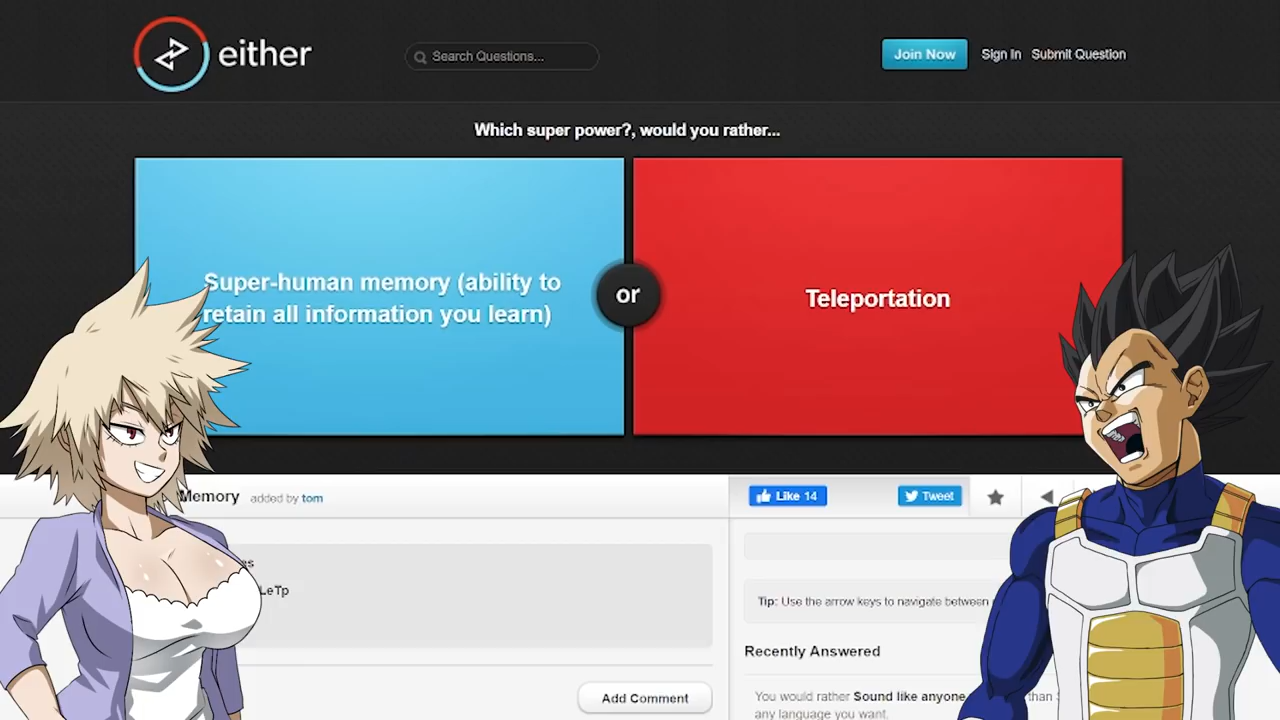 either
Search Questions...
Join Now
Sign In
Submit Question
Which super power?, would you rather...
Super-human memory (ability to
retain all information you learn)
or
Teleportation
Memory added by tom
Like 14
Tweet
Tip: Use the arrow keys to navigate between
Recently Answered
You would rather Sound like anyone than
any language you want.
Add Comment